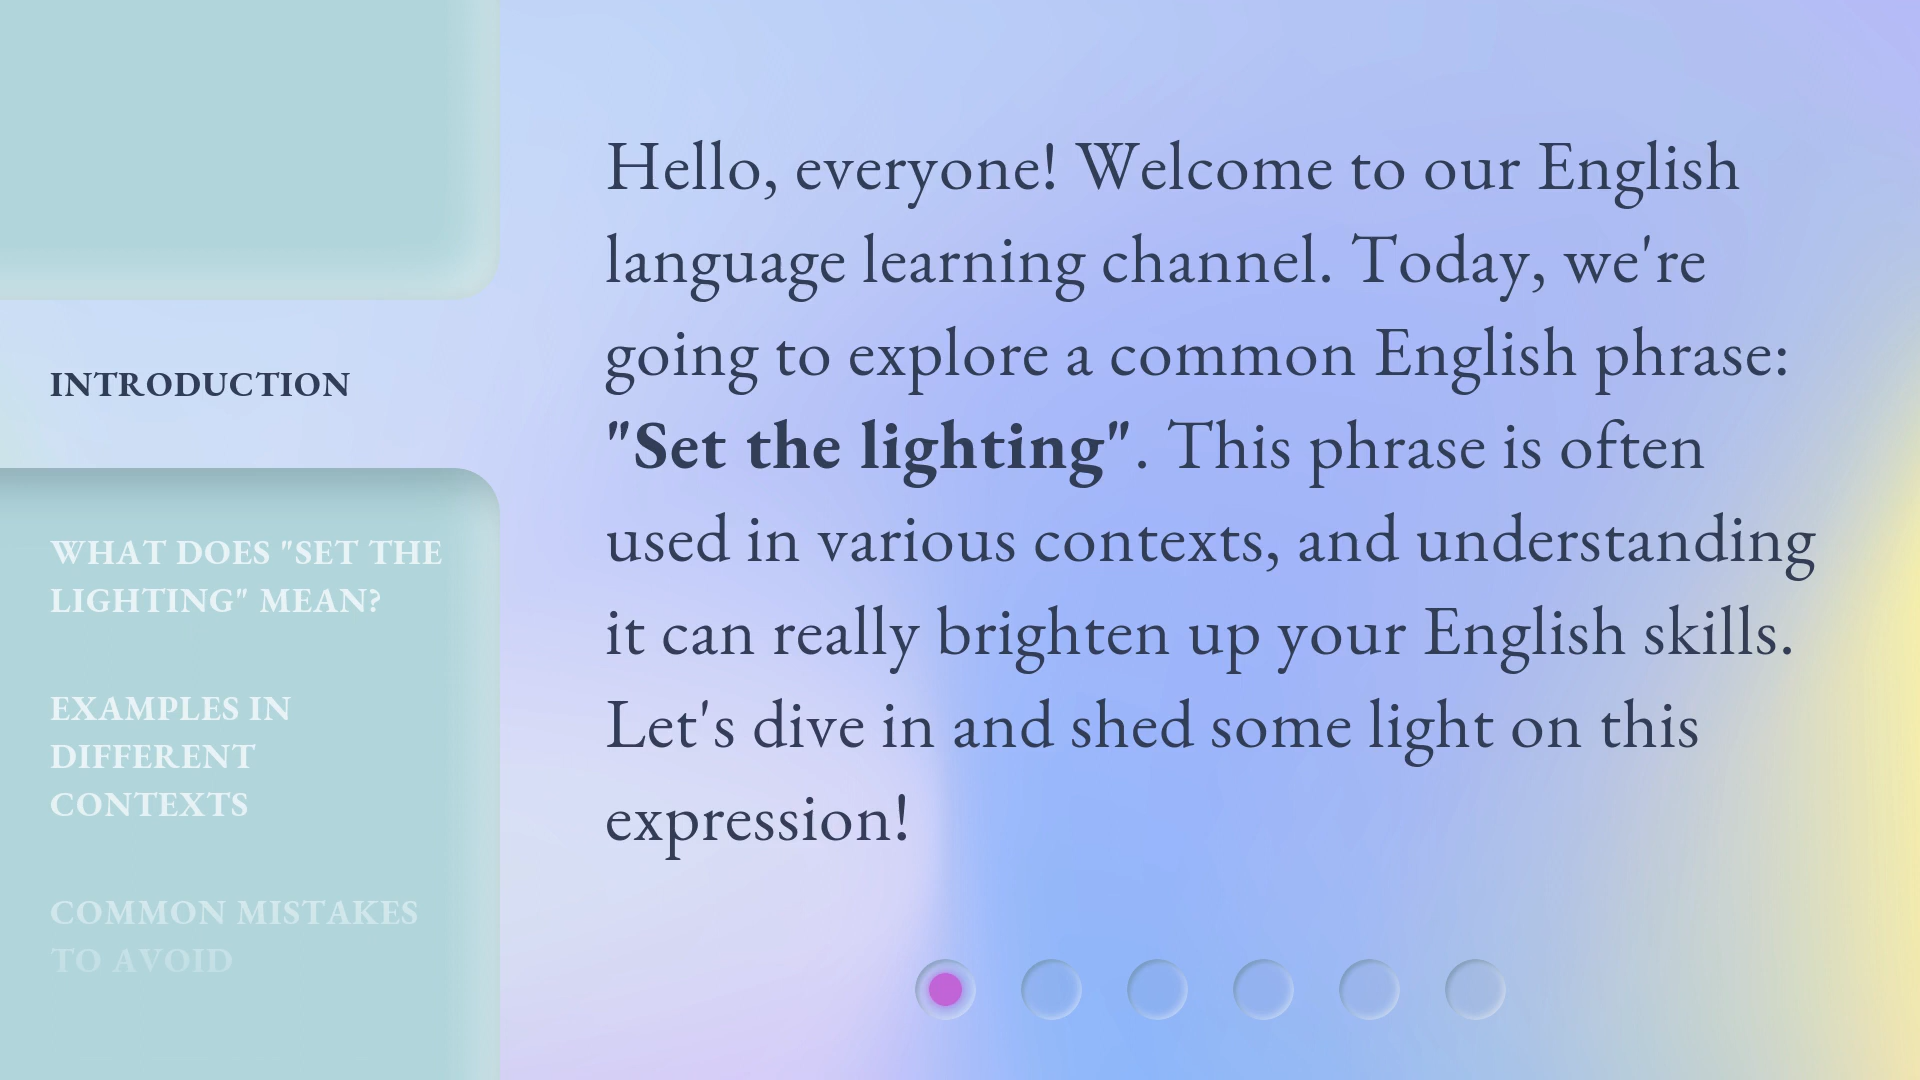 INTRODUCTION
WHAT DOES "SET THE
LIGHTING" MEAN?
EXAMPLES IN
DIFFERENT
CONTEXTS
COMMON MISTAKES
TO AVOID
Hello, everyone! Welcome to our English
language learning channel. Today, we're
going to explore a common English phrase:
"Set the lighting". This phrase is often
used in various contexts, and understanding
it can really brighten up your English skills.
Let's dive in and shed some light on this
expression!